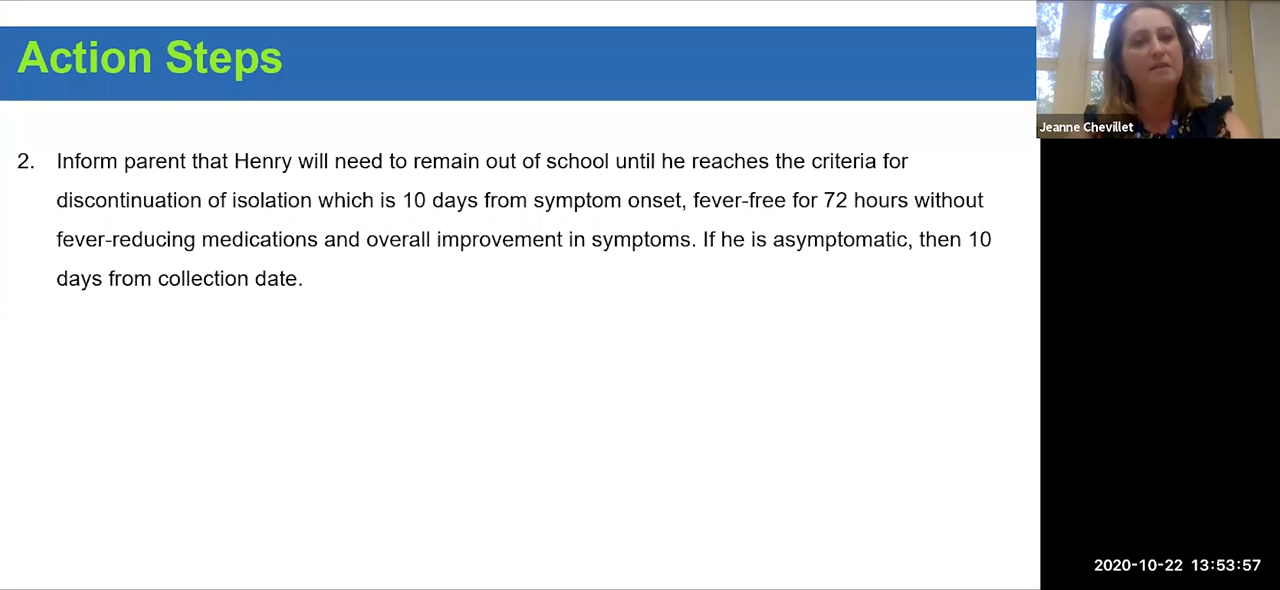 Action Steps
Jeanne Chevillet
2. Inform parent that Henry will need to remain out of school until he reaches the criteria for
discontinuation of isolation which is 10 days from symptom onset, fever-free for 72 hours without
fever-reducing medications and overall improvement in symptoms. If he is asymptomatic, then 10
days from collection date.
2020-10-22 13:53:57